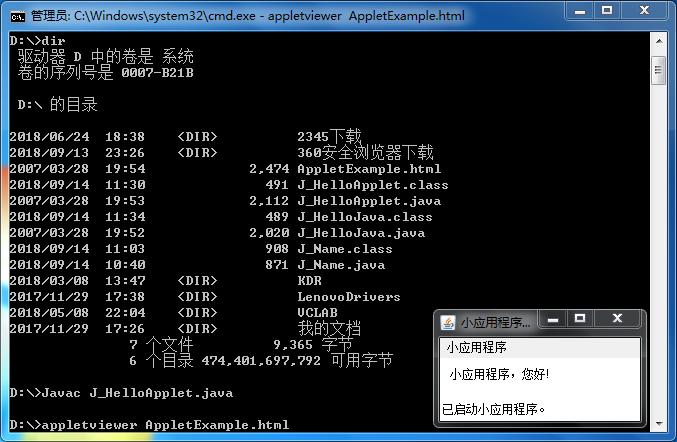 管理员: C:\Windows\system32\cmd.exe - appletviewer AppletExample.html
D:\>dir
驱动器 D 中的卷是 系统
卷的序列号是 0007-B21B
D:\ 的目录
2018/06/24 18:38 <DIR> 2345下载
2018/09/13 23:26 <DIR> 360安全浏览器下载
2007/03/28 19:54 2,474 AppletExample.html
2018/09/14 11:30 491 J_HelloApplet.class
2007/03/28 19:53 2,112 J_HelloApplet.java
2018/09/14 11:34 489 J_HelloJava.class
2007/03/28 19:52 2,020 J_HelloJava.java
2018/09/14 11:03 908 J_Name.class
2018/09/14 10:40 871 J_Name.java
2018/03/08 13:47 <DIR> KDR
2017/11/29 17:38 <DIR> LenovoDrivers
2018/05/08 22:04 <DIR> VCLAB
2017/11/29 17:26 <DIR> 我的文档
7 个文件 9,365 字节
6 个目录 474,401,697,792 可用字节
D:\>Javac J_HelloApplet.java
D:\>appletviewer AppletExample.html
小应用程序...
小应用程序
小应用程序，您好!
已启动小应用程序。